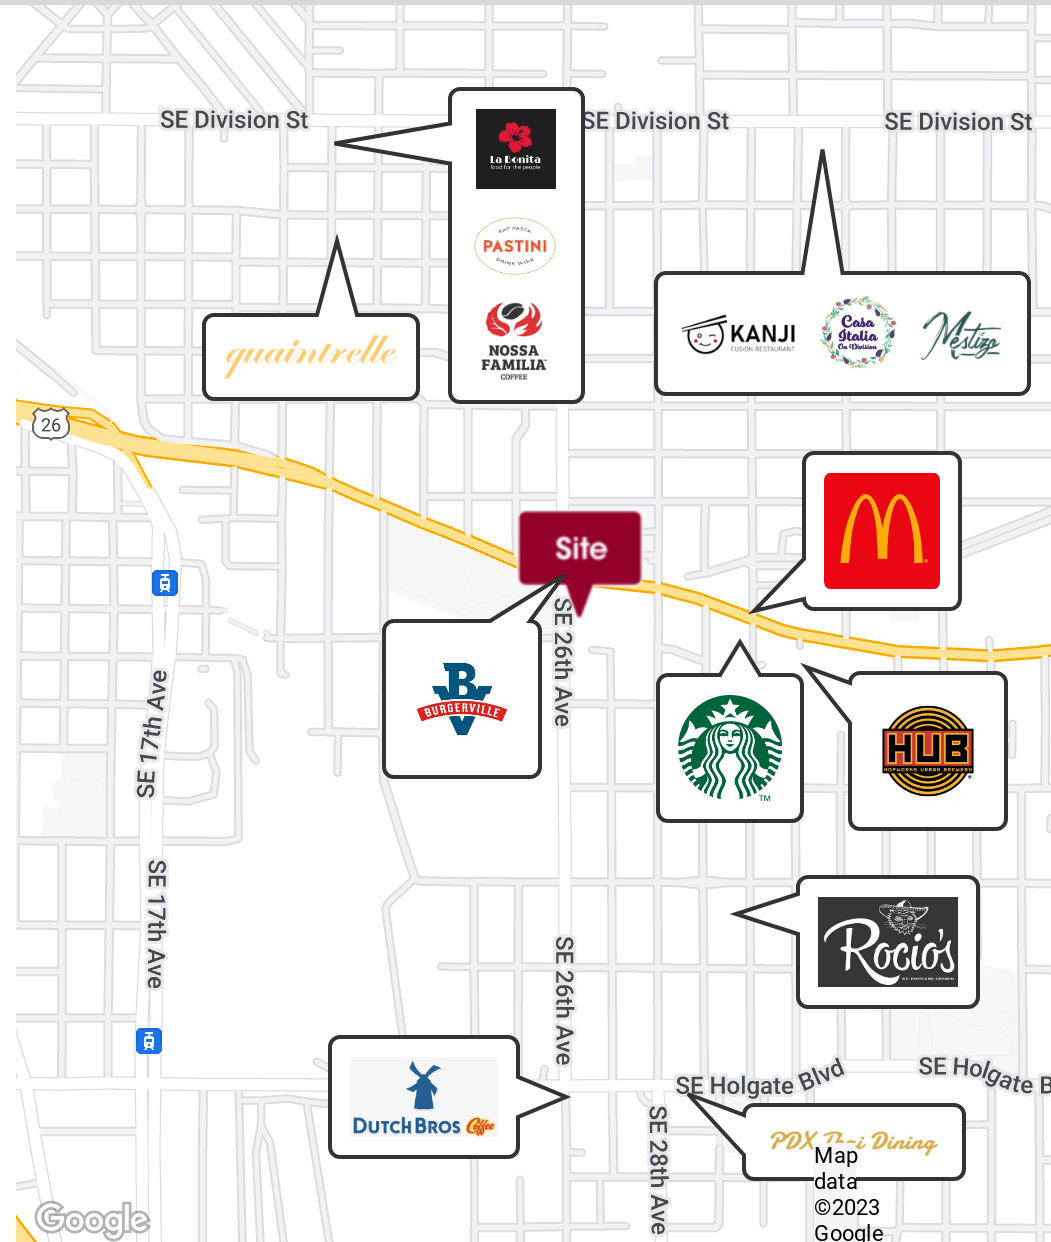 SE Division St
SE Division St
SE Division St
La Bonita
food for the people
EAT PASTA
PASTINI
DRINK WINE
NOSSA
FAMILIA
COFFEE
quaintrelle
KANJI
FUSION RESTAURANT
Casa
Italia
On Division
Mestizo
26
Site
SE 26th Ave
BURGERVILLE
SE 17th Ave
TM
HUB
HOPWORKS URBAN BREWERY
SE 17th Ave
Rocio's
SE 26th Ave
SE Holgate Blvd
SE Holgate B
DUTCH BROS Coffee
PDX Thai Dining
SE 28th Ave
Map
data
©2023
Google
Google